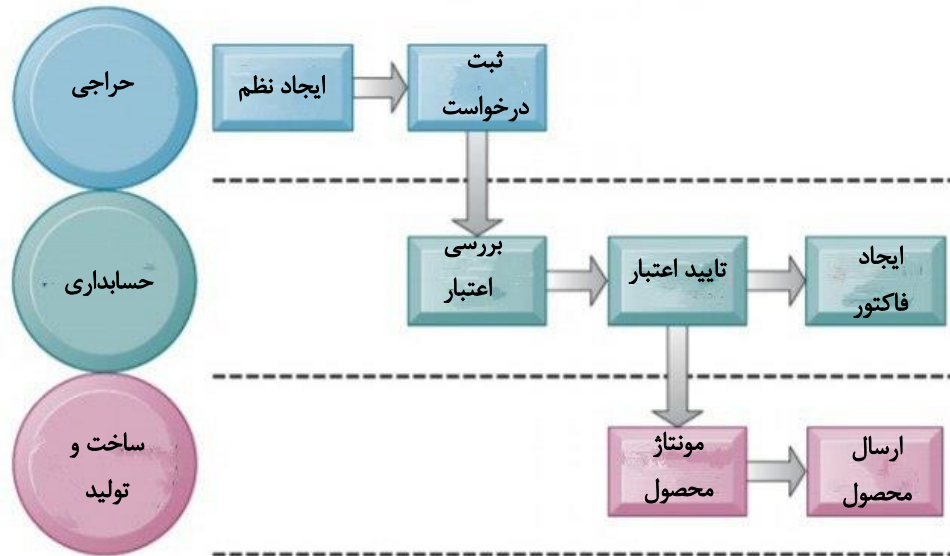 حراجی
ایجاد نظم
ثبت
درخواست
حسابداری
بررسی
اعتبار
تایید اعتبار
ایجاد
فاکتور
ساخت و
تولید
مونتاژ
محصول
ارسال
محصول